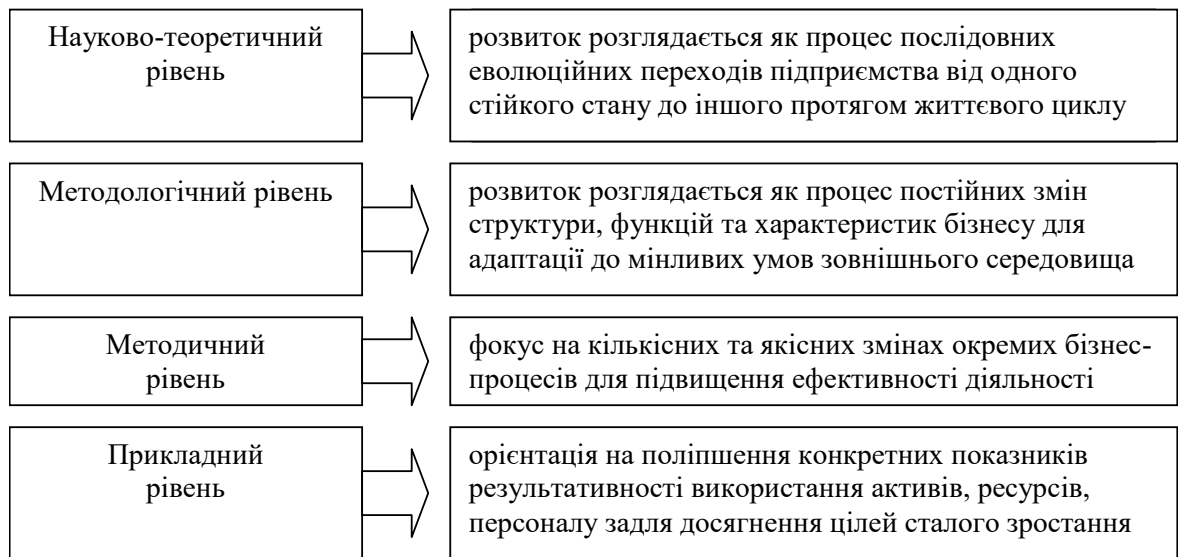 Науково-теоретичний
рівень
розвиток розглядається як процес послідовних
еволюційних переходів підприємства від одного
стійкого стану до іншого протягом життєвого циклу
Методологічний рівень
розвиток розглядається як процес постійних змін
структури, функцій та характеристик бізнесу для
адаптації до мінливих умов зовнішнього середовища
Методичний
рівень
фокус на кількісних та якісних змінах окремих бізнес-
процесів для підвищення ефективності діяльності
Прикладний
рівень
орієнтація на поліпшення конкретних показників
результативності використання активів, ресурсів,
персоналу задля досягнення цілей сталого зростання